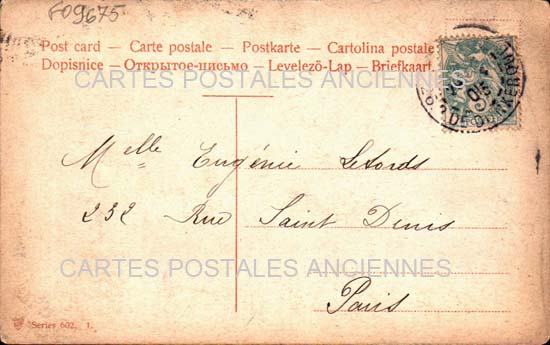 F09675
Post card — Carte postale — Postkarte — Cartolina postale
Dopisnice — Открытое-письмо — Levelezö-Lap — Briefkaart
CARTES POSTALES ANCIENNES
Melle Eugénie
232 Rue Saint Denis
CARTES POSTALES ANCIENNES
Paris
Series 602. 1.